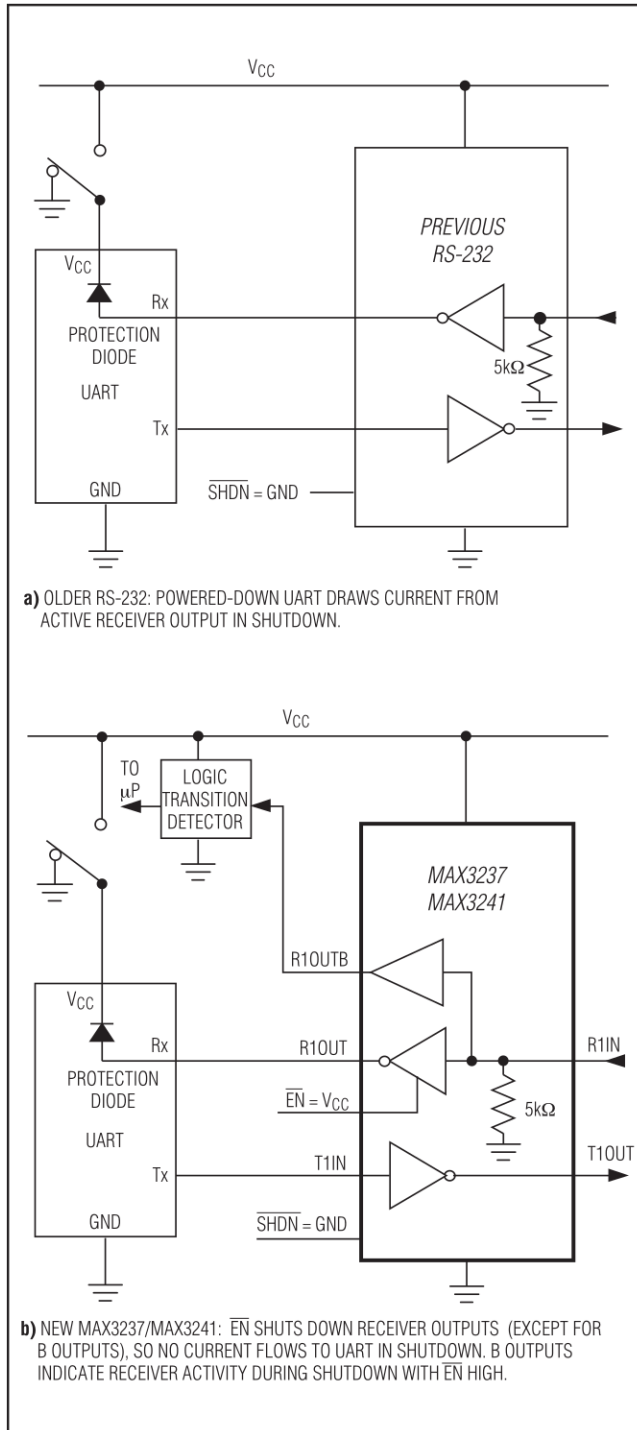 VCC
PREVIOUS
RS-232
VCC
Rx
PROTECTION
DIODE
5kΩ
UART
Tx
SHDN = GND
GND
a) OLDER RS-232: POWERED-DOWN UART DRAWS CURRENT FROM
ACTIVE RECEIVER OUTPUT IN SHUTDOWN.
VCC
TO
μP
LOGIC
TRANSITION
DETECTOR
MAX3237
MAX3241
R1OUTB
VCC
Rx
R1OUT
R1IN
PROTECTION
DIODE
EN = VCC
5kΩ
UART
Tx
T1IN
T1OUT
GND
SHDN = GND
b) NEW MAX3237/MAX3241: EN SHUTS DOWN RECEIVER OUTPUTS (EXCEPT FOR
B OUTPUTS), SO NO CURRENT FLOWS TO UART IN SHUTDOWN. B OUTPUTS
INDICATE RECEIVER ACTIVITY DURING SHUTDOWN WITH EN HIGH.